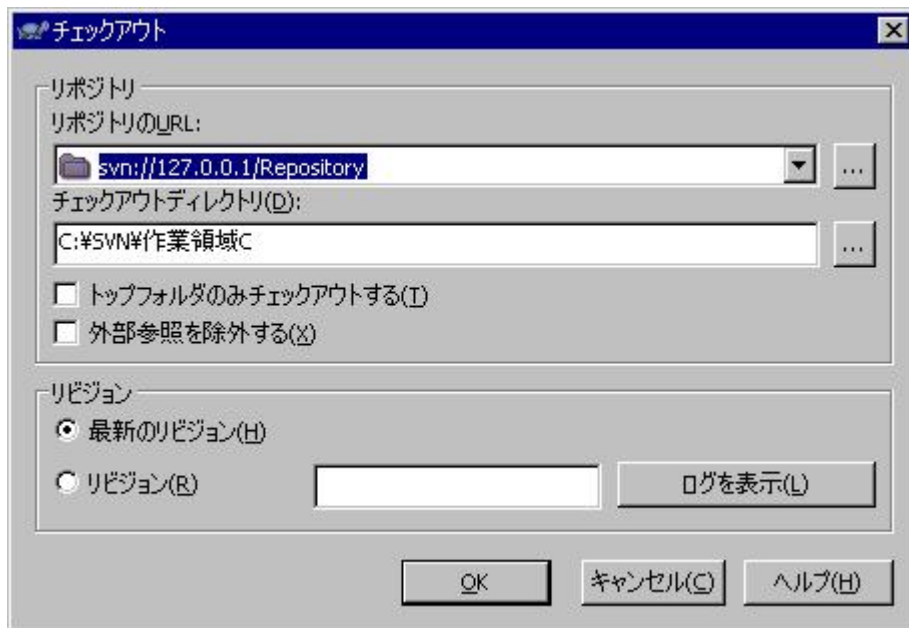 チェックアウト
リポジトリ
リポジトリのURL:
svn://127.0.0.1/Repository
...
チェックアウトディレクトリ(D):
C:¥SVN¥作業領域C
...
トップフォルダのみチェックアウトする(T)
外部参照を除外する(X)
リビジョン
最新のリビジョン(H)
リビジョン(R)
ログを表示(L)
OK
キャンセル(C)
ヘルプ(H)